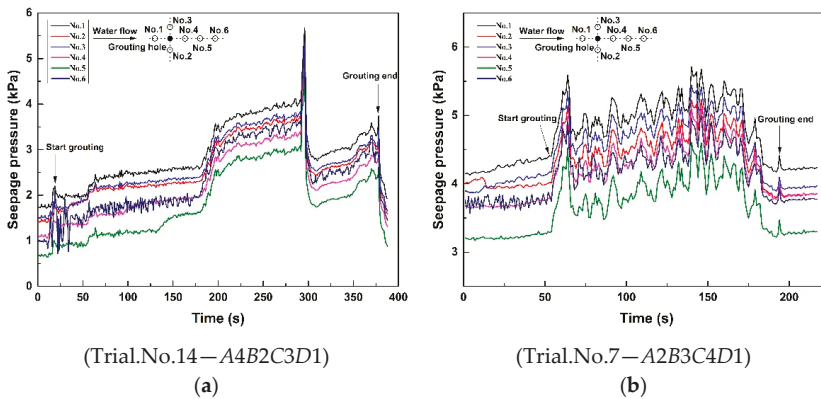 No.1
No.2
No.3
No.4
No.5
No.6
Water flow
Grouting hole
No.3
No.1 No.4 No.6
No.5
No.2
Start grouting
Grouting end
Seepage pressure (kPa)
6
5
4
3
2
1
0
0 50 100 150 200 250 300 350 400
Time (s)
(Trial.No.14—A4B2C3D1)
(a)
No.1
No.2
No.3
No.4
No.5
No.6
Water flow
Grouting hole
No.3
No.1 No.4 No.6
No.5
No.2
Start grouting
Grouting end
Seepage pressure (kPa)
6
5
4
3
0 50 100 150 200
Time (s)
(Trial.No.7—A2B3C4D1)
(b)